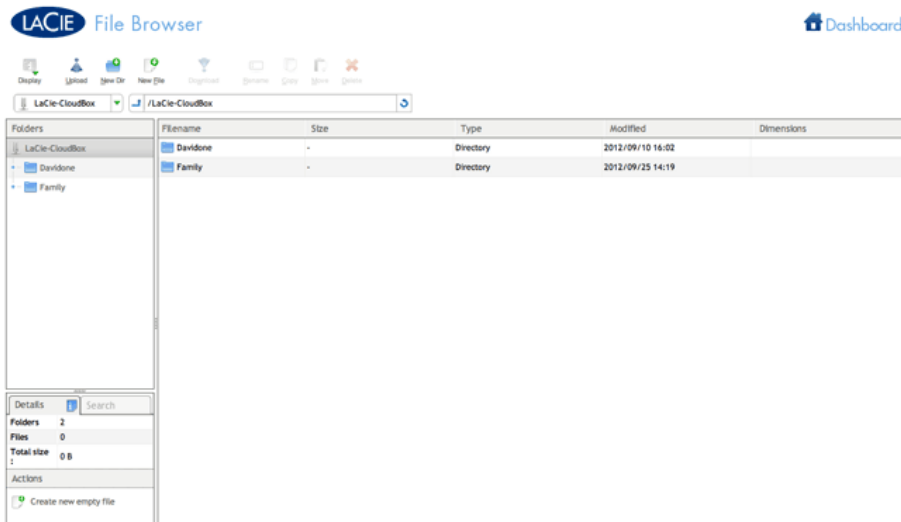 LACIE File Browser
Dashboard
Display Upload New Dir New File Download Rename Copy Move Delete
LaCie-CloudBox /LaCie-CloudBox
Folders
LaCie-CloudBox
Davidone
Family
Filename Size Type Modified Dimensions
Davidone - Directory 2012/09/10 16:02
Family - Directory 2012/09/25 14:19
Details Search
Folders 2
Files 0
Total size : 0 B
Actions
Create new empty file